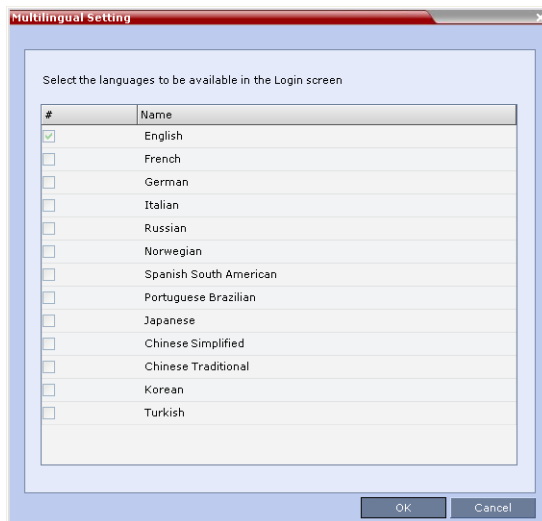 Multilingual Setting
Select the languages to be available in the Login screen
# Name
English
French
German
Italian
Russian
Norwegian
Spanish South American
Portuguese Brazilian
Japanese
Chinese Simplified
Chinese Traditional
Korean
Turkish
OK Cancel